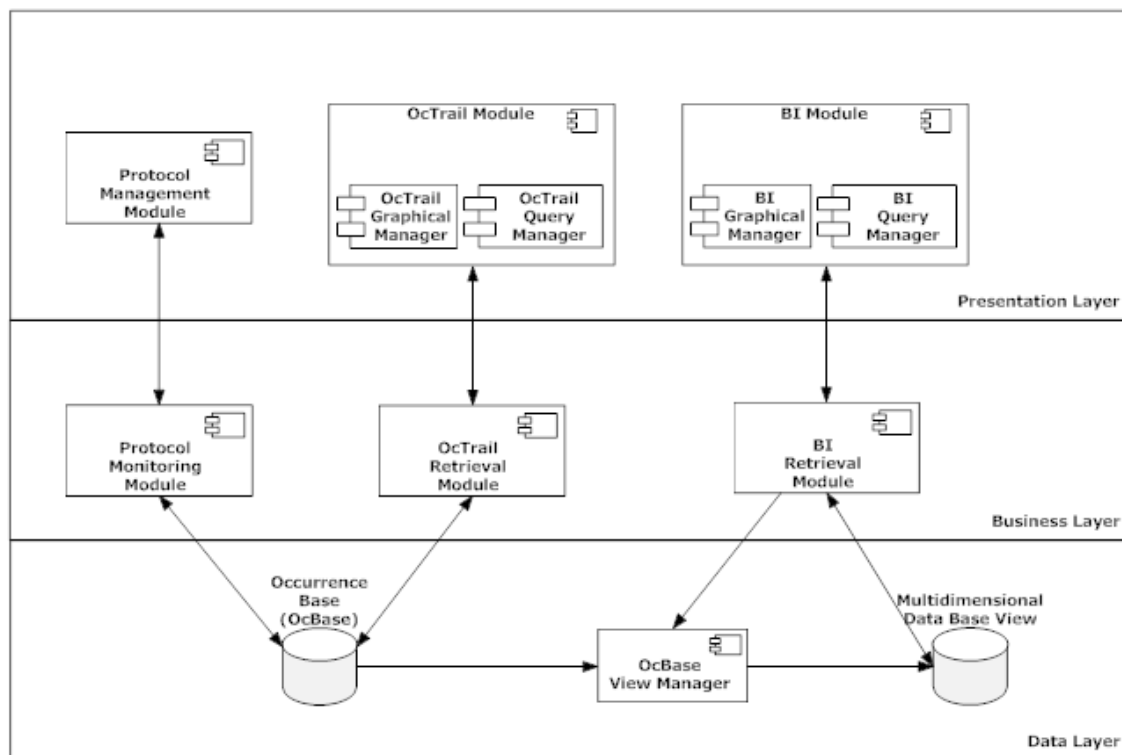 OcTrail Module
BI Module
Protocol
Management
Module
OcTrail
Graphical
Manager
OcTrail
Query
Manager
BI
Graphical
Manager
BI
Query
Manager
Presentation Layer
Protocol
Monitoring
Module
OcTrail
Retrieval
Module
BI
Retrieval
Module
Business Layer
Occurrence
Base
(OcBase)
OcBase
View Manager
Multidimensional
Data Base View
Data Layer